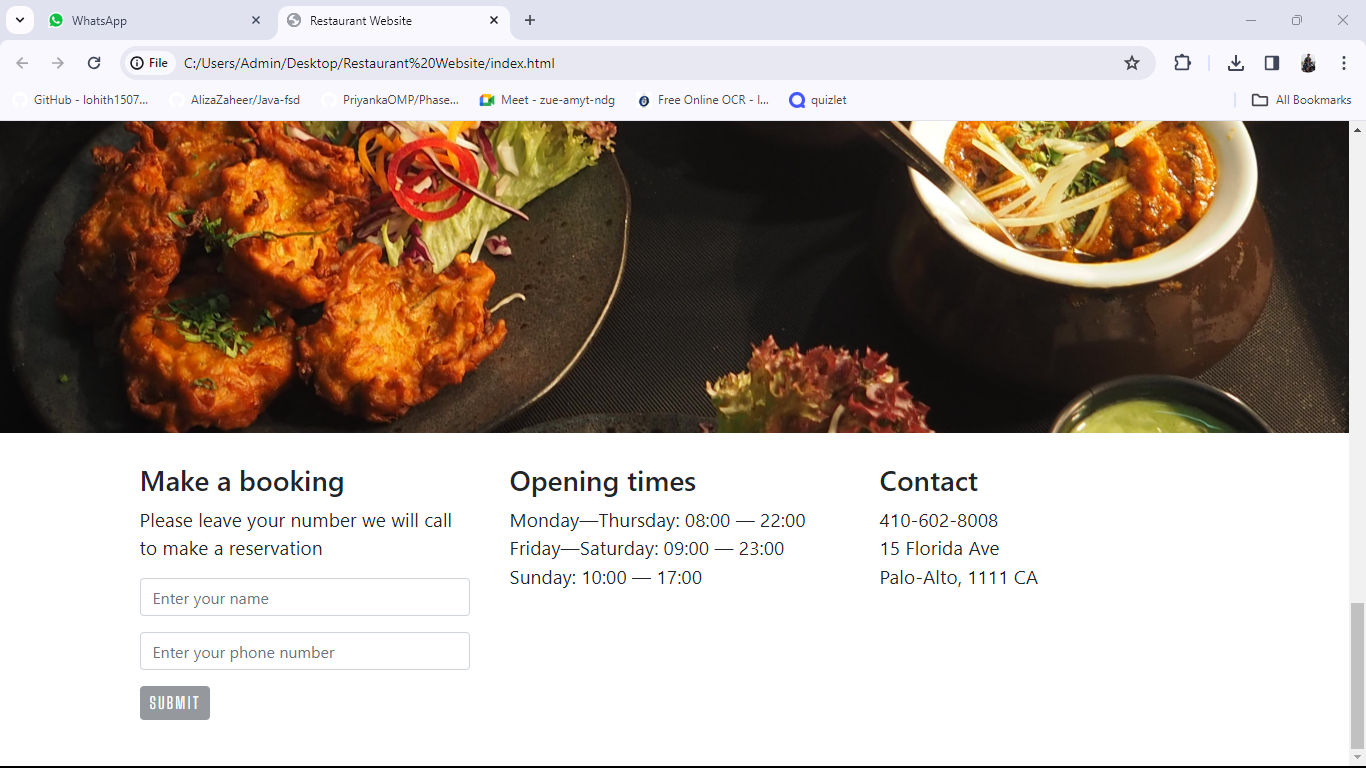 WhatsApp
Restaurant Website
File
C:/Users/Admin/Desktop/Restaurant%20Website/index.html
GitHub - lohith1507...
AlizaZaheer/Java-fsd
PriyankaOMP/Phase...
Meet - zue-amyt-ndg
Free Online OCR - I...
quizlet
All Bookmarks
Make a booking
Please leave your number we will call
to make a reservation
Enter your name
Enter your phone number
SUBMIT
Opening times
Monday—Thursday: 08:00 — 22:00
Friday—Saturday: 09:00 — 23:00
Sunday: 10:00 — 17:00
Contact
410-602-8008
15 Florida Ave
Palo-Alto, 1111 CA